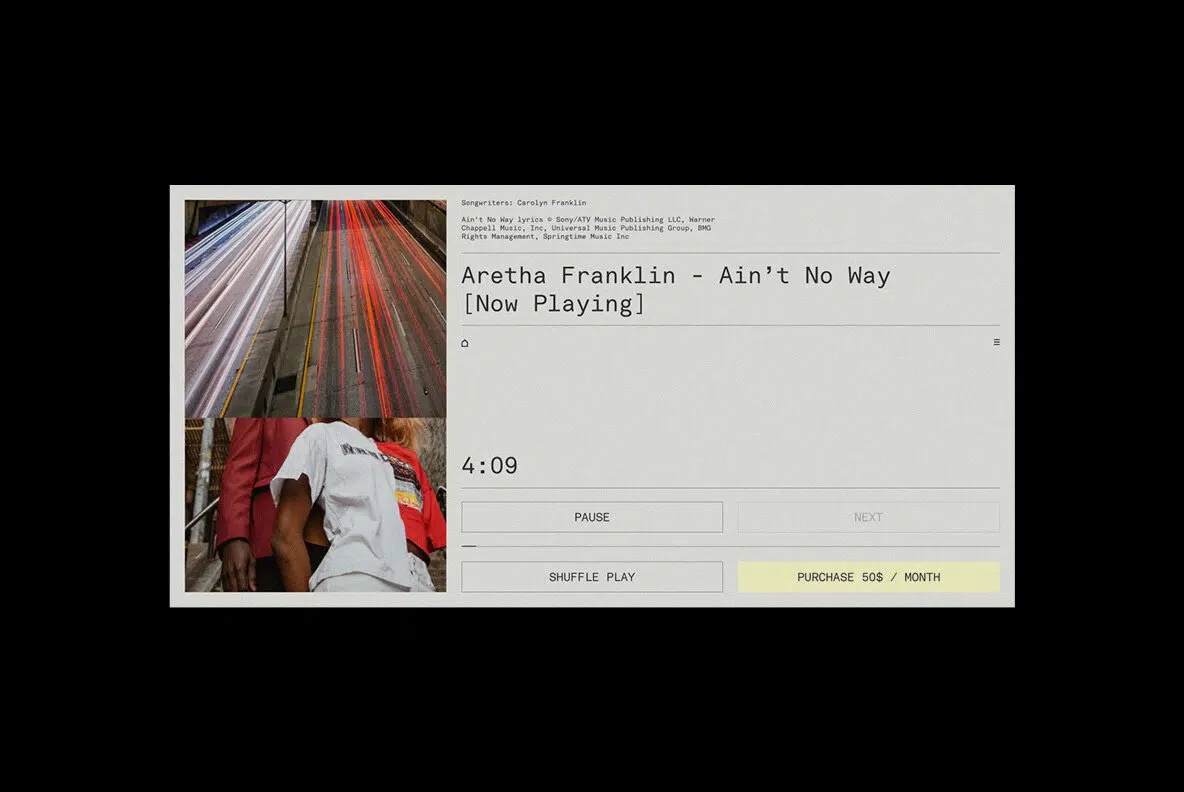 Songwriters: Carolyn Franklin
Ain't No Way lyrics © Sony/ATV Music Publishing LLC, Warner
Chappell Music, Inc, Universal Music Publishing Group, BMG
Rights Management, Springtime Music Inc
Aretha Franklin - Ain’t No Way
[Now Playing]
4:09
PAUSE
NEXT
SHUFFLE PLAY
PURCHASE 50$ / MONTH